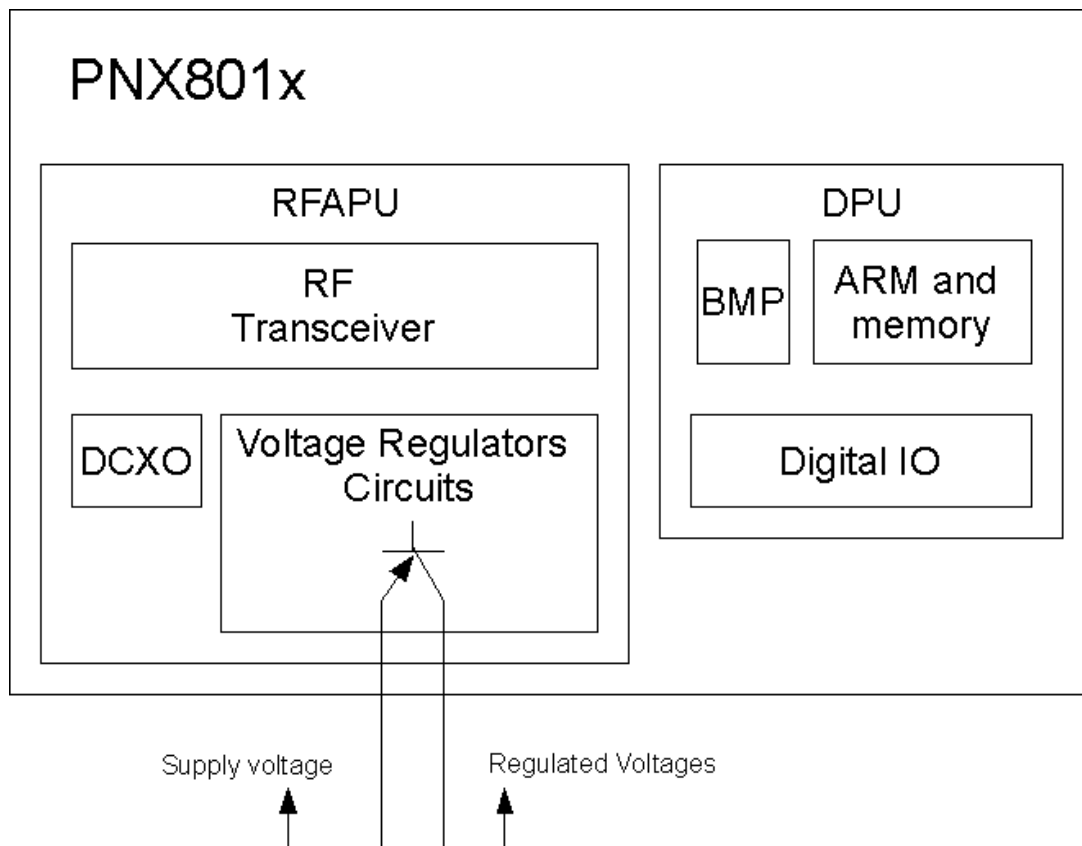 PNX801x
RFAPU
RF
Transceiver
DCXO
Voltage Regulators
Circuits
DPU
BMP
ARM and
memory
Digital IO
Supply voltage
Regulated Voltages